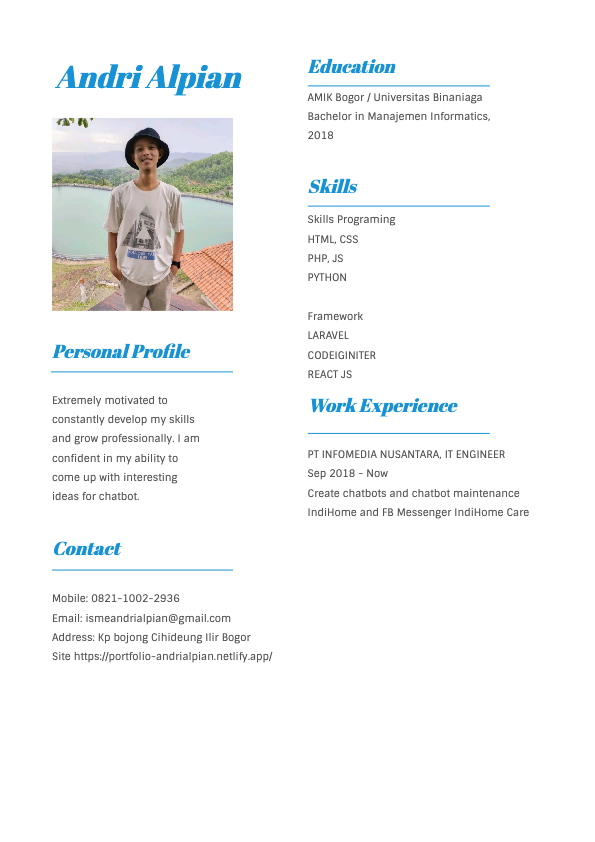 Andri Alpian
Personal Profile
Extremely motivated to
constantly develop my skills
and grow professionally. I am
confident in my ability to
come up with interesting
ideas for chatbot.
Contact
Mobile: 0821-1002-2936
Email: ismeandrialpian@gmail.com
Address: Kp bojong Cihideung Ilir Bogor
Site https://portfolio-andrialpian.netlify.app/
Education
AMIK Bogor / Universitas Binaniaga
Bachelor in Manajemen Informatics,
2018
Skills
Skills Programing
HTML, CSS
PHP, JS
PYTHON
Framework
LARAVEL
CODEIGINITER
REACT JS
Work Experience
PT INFOMEDIA NUSANTARA, IT ENGINEER
Sep 2018 - Now
Create chatbots and chatbot maintenance
IndiHome and FB Messenger IndiHome Care